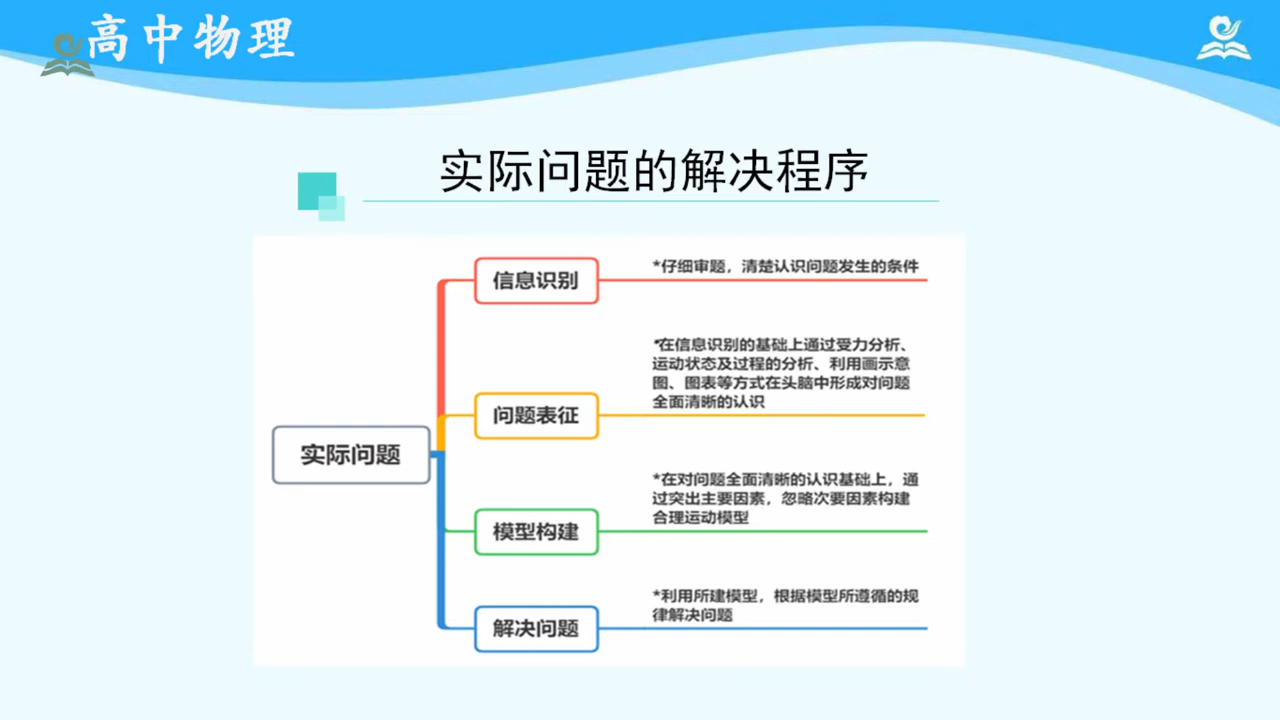 高中物理
实际问题的解决程序
实际问题
信息识别
*仔细审题，清楚认识问题发生的条件
问题表征
*在信息识别的基础上通过受力分析、
运动状态及过程的分析、利用画示意
图、图表等方式在头脑中形成对问题
全面清晰的认识
模型构建
*在对问题全面清晰的认识基础上，通
过突出主要因素，忽略次要因素构建
合理运动模型
解决问题
*利用所建模型，根据模型所遵循的规
律解决问题